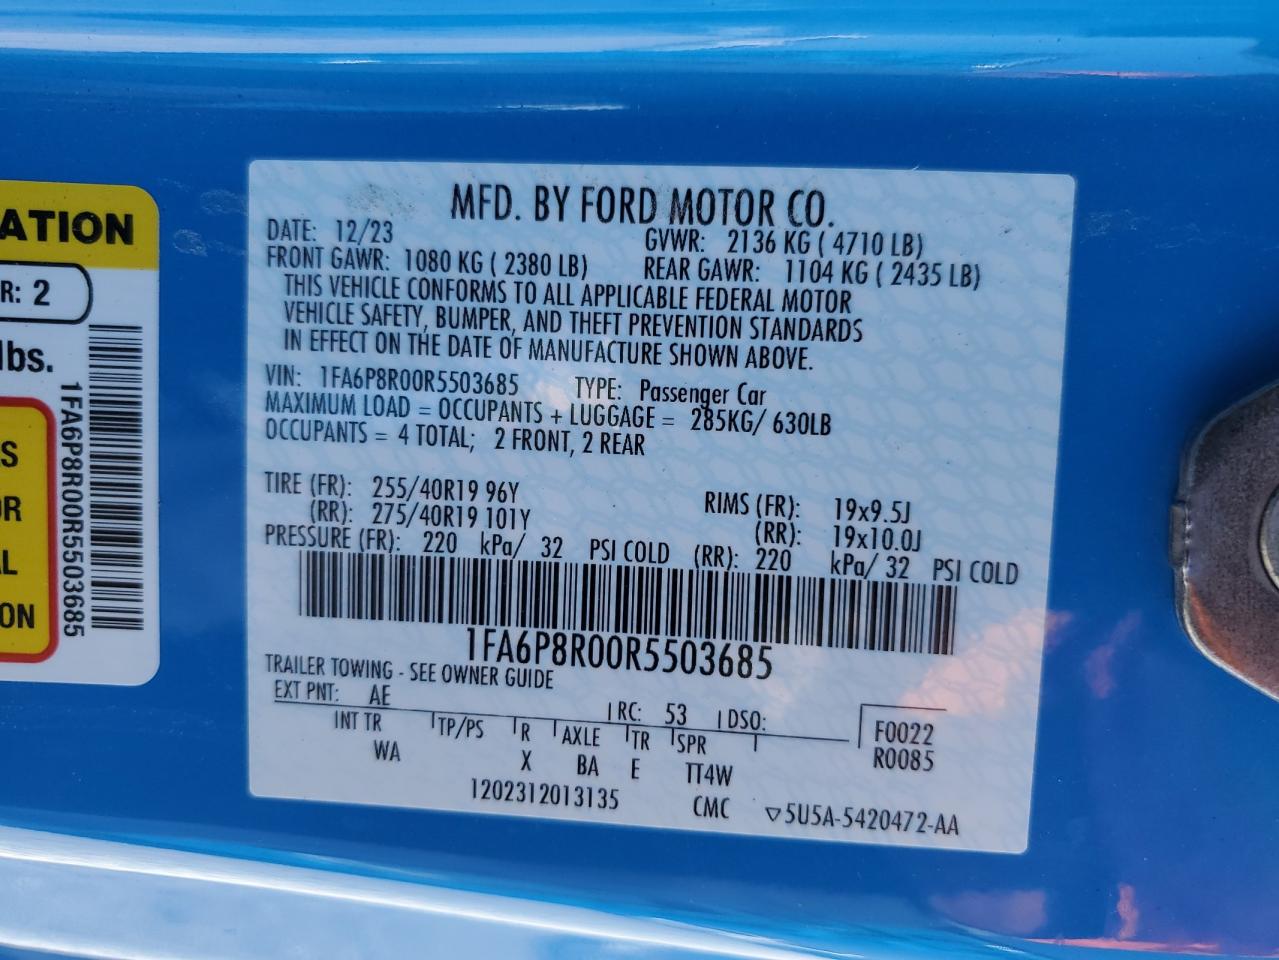 ATION
R: 2
lbs.
1FA6P8R00R5503685
S
OR
AL
ON
MFD. BY FORD MOTOR CO.
DATE: 12/23 GVWR: 2136 KG ( 4710 LB)
FRONT GAWR: 1080 KG ( 2380 LB) REAR GAWR: 1104 KG ( 2435 LB)
THIS VEHICLE CONFORMS TO ALL APPLICABLE FEDERAL MOTOR
VEHICLE SAFETY, BUMPER, AND THEFT PREVENTION STANDARDS
IN EFFECT ON THE DATE OF MANUFACTURE SHOWN ABOVE.
VIN: 1FA6P8R00R5503685 TYPE: Passenger Car
MAXIMUM LOAD = OCCUPANTS + LUGGAGE = 285KG/ 630LB
OCCUPANTS = 4 TOTAL; 2 FRONT, 2 REAR
TIRE (FR): 255/40R19 96Y RIMS (FR): 19x9.5J
(RR): 275/40R19 101Y (RR): 19x10.0J
PRESSURE (FR): 220 kPa/ 32 PSI COLD (RR): 220 kPa/ 32 PSI COLD
1FA6P8R00R5503685
TRAILER TOWING - SEE OWNER GUIDE
EXT PNT: AE RC: 53 DSO:
INT TR TP/PS R AXLE TR SPR F0022
WA X BA E TT4W R0085
1202312013135 CMC ▽5U5A-5420472-AA